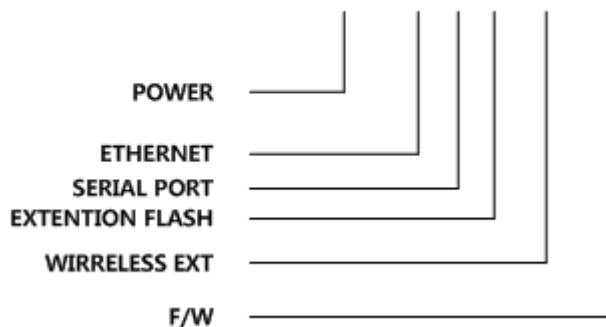 POWER
ETHERNET
SERIAL PORT
EXTENTION FLASH
WIRRELESS EXT
F/W